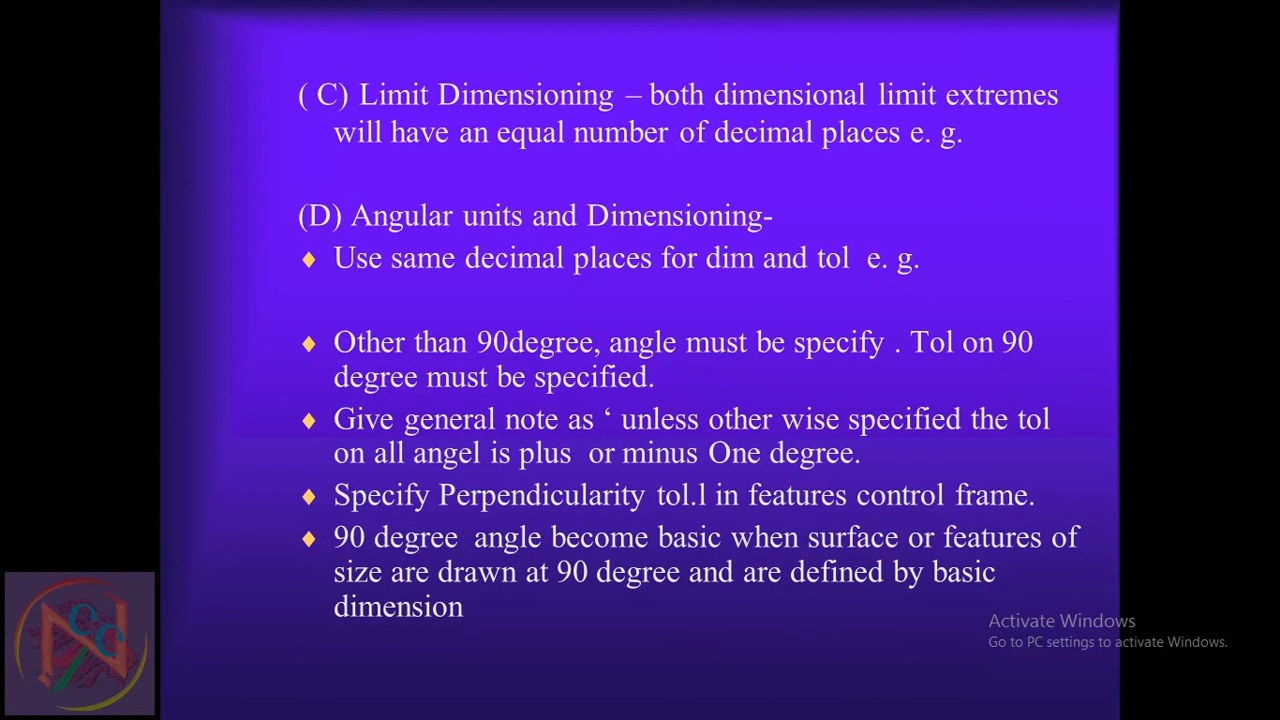 ( C) Limit Dimensioning – both dimensional limit extremes
will have an equal number of decimal places e. g.
(D) Angular units and Dimensioning-
Use same decimal places for dim and tol e. g.
Other than 90degree, angle must be specify . Tol on 90
degree must be specified.
Give general note as ‘ unless other wise specified the tol
on all angel is plus or minus One degree.
Specify Perpendicularity tol.l in features control frame.
90 degree angle become basic when surface or features of
size are drawn at 90 degree and are defined by basic
dimension
Activate Windows
Go to PC settings to activate Windows.